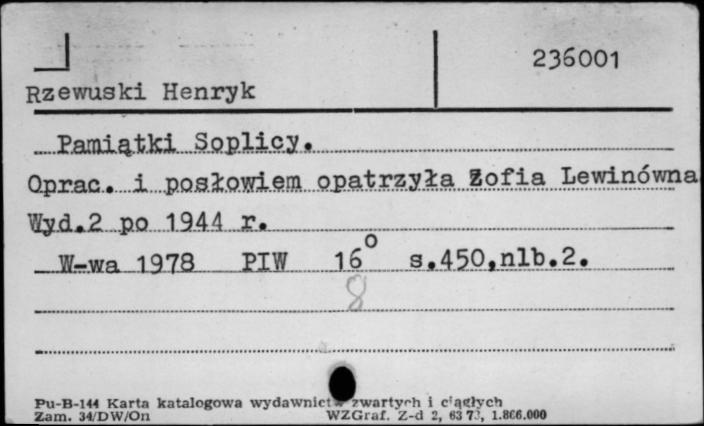 236001
Rzewuski Henryk
Pamiątki Soplicy.
Oprac. i posłowiem opatrzyła Zofia Lewinówna
Wyd.2 po 1944 r.
W-wa 1978 PIW 16° s.450,nlb.2.
8
Pu-B-144 Karta katalogowa wydawnictw zwartych i ciągłych
Zam. 34/DW/On WZGraf. Z-d 2, 63 73, 1.866.000